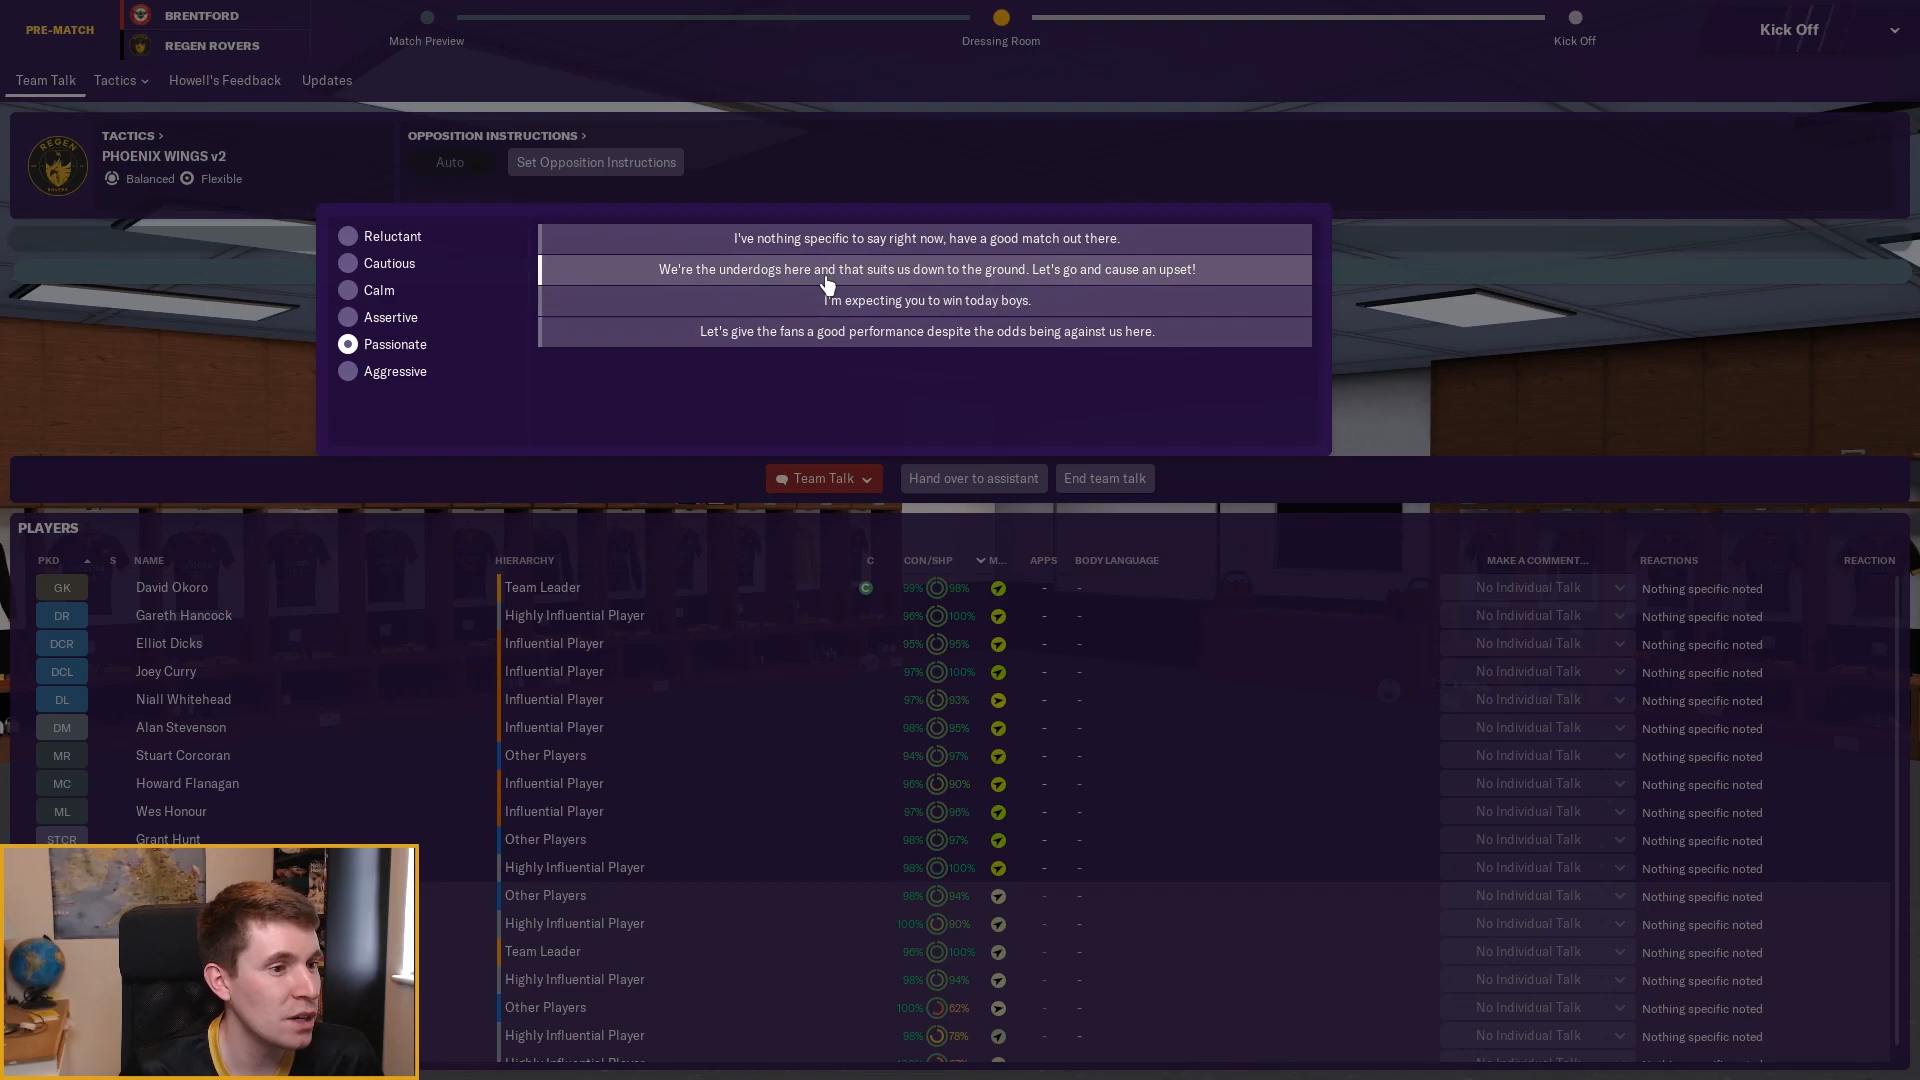 PRE-MATCH
BRENTFORD
REGEN ROVERS
Match Preview
Dressing Room
Kick Off
Kick Off
Team Talk
Tactics
Howell's Feedback
Updates
REGEN
ROVERS
TACTICS >
PHOENIX WINGS v2
Balanced
Flexible
OPPOSITION INSTRUCTIONS >
Auto
Set Opposition Instructions
Reluctant
Cautious
Calm
Assertive
Passionate
Aggressive
I've nothing specific to say right now, have a good match out there.
We're the underdogs here and that suits us down to the ground. Let's go and cause an upset!
I'm expecting you to win today boys.
Let's give the fans a good performance despite the odds being against us here.
Team Talk
Hand over to assistant
End team talk
PLAYERS
PKD S NAME HIERARCHY C CON/SHP M... APPS BODY LANGUAGE MAKE A COMMENT... REACTIONS REACTION
GK David Okoro Team Leader C 99% 98% - - No Individual Talk Nothing specific noted
DR Gareth Hancock Highly Influential Player 96% 100% - - No Individual Talk Nothing specific noted
DCR Elliot Dicks Influential Player 95% 95% - - No Individual Talk Nothing specific noted
DCL Joey Curry Influential Player 97% 100% - - No Individual Talk Nothing specific noted
DL Niall Whitehead Influential Player 97% 93% - - No Individual Talk Nothing specific noted
DM Alan Stevenson Influential Player 98% 95% - - No Individual Talk Nothing specific noted
MR Stuart Corcoran Other Players 94% 97% - - No Individual Talk Nothing specific noted
MC Howard Flanagan Influential Player 96% 90% - - No Individual Talk Nothing specific noted
ML Wes Honour Influential Player 97% 96% - - No Individual Talk Nothing specific noted
STCR Grant Hunt Other Players 98% 97% - - No Individual Talk Nothing specific noted
Highly Influential Player 98% 100% - - No Individual Talk Nothing specific noted
Other Players 98% 94% - - No Individual Talk Nothing specific noted
Highly Influential Player 100% 90% - - No Individual Talk Nothing specific noted
Team Leader 96% 100% - - No Individual Talk Nothing specific noted
Highly Influential Player 98% 94% - - No Individual Talk Nothing specific noted
Other Players 100% 62% - - No Individual Talk Nothing specific noted
Highly Influential Player 98% 78% - - No Individual Talk Nothing specific noted